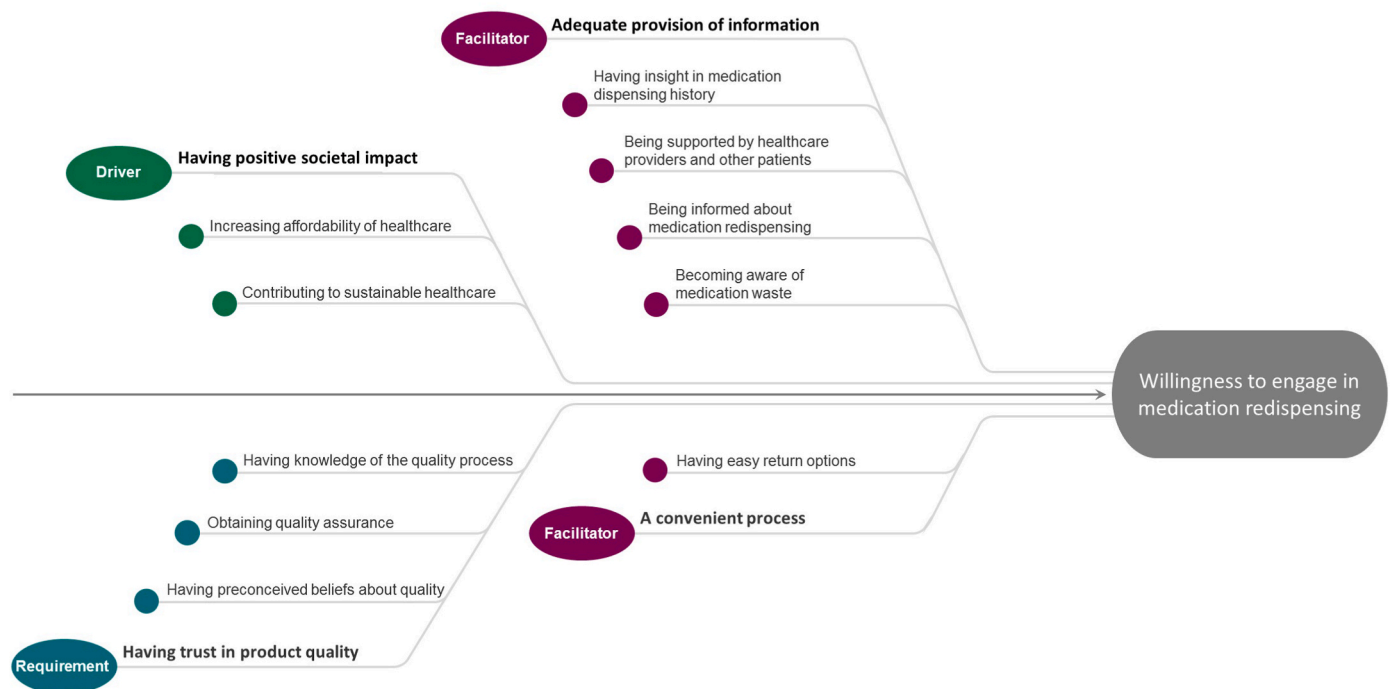 Facilitator
Adequate provision of information
Having insight in medication
dispensing history
Being supported by healthcare
providers and other patients
Being informed about
medication redispensing
Becoming aware of
medication waste
Driver
Having positive societal impact
Increasing affordability of healthcare
Contributing to sustainable healthcare
Willingness to engage in
medication redispensing
Having knowledge of the quality process
Obtaining quality assurance
Having preconceived beliefs about quality
Requirement
Having trust in product quality
Having easy return options
Facilitator
A convenient process